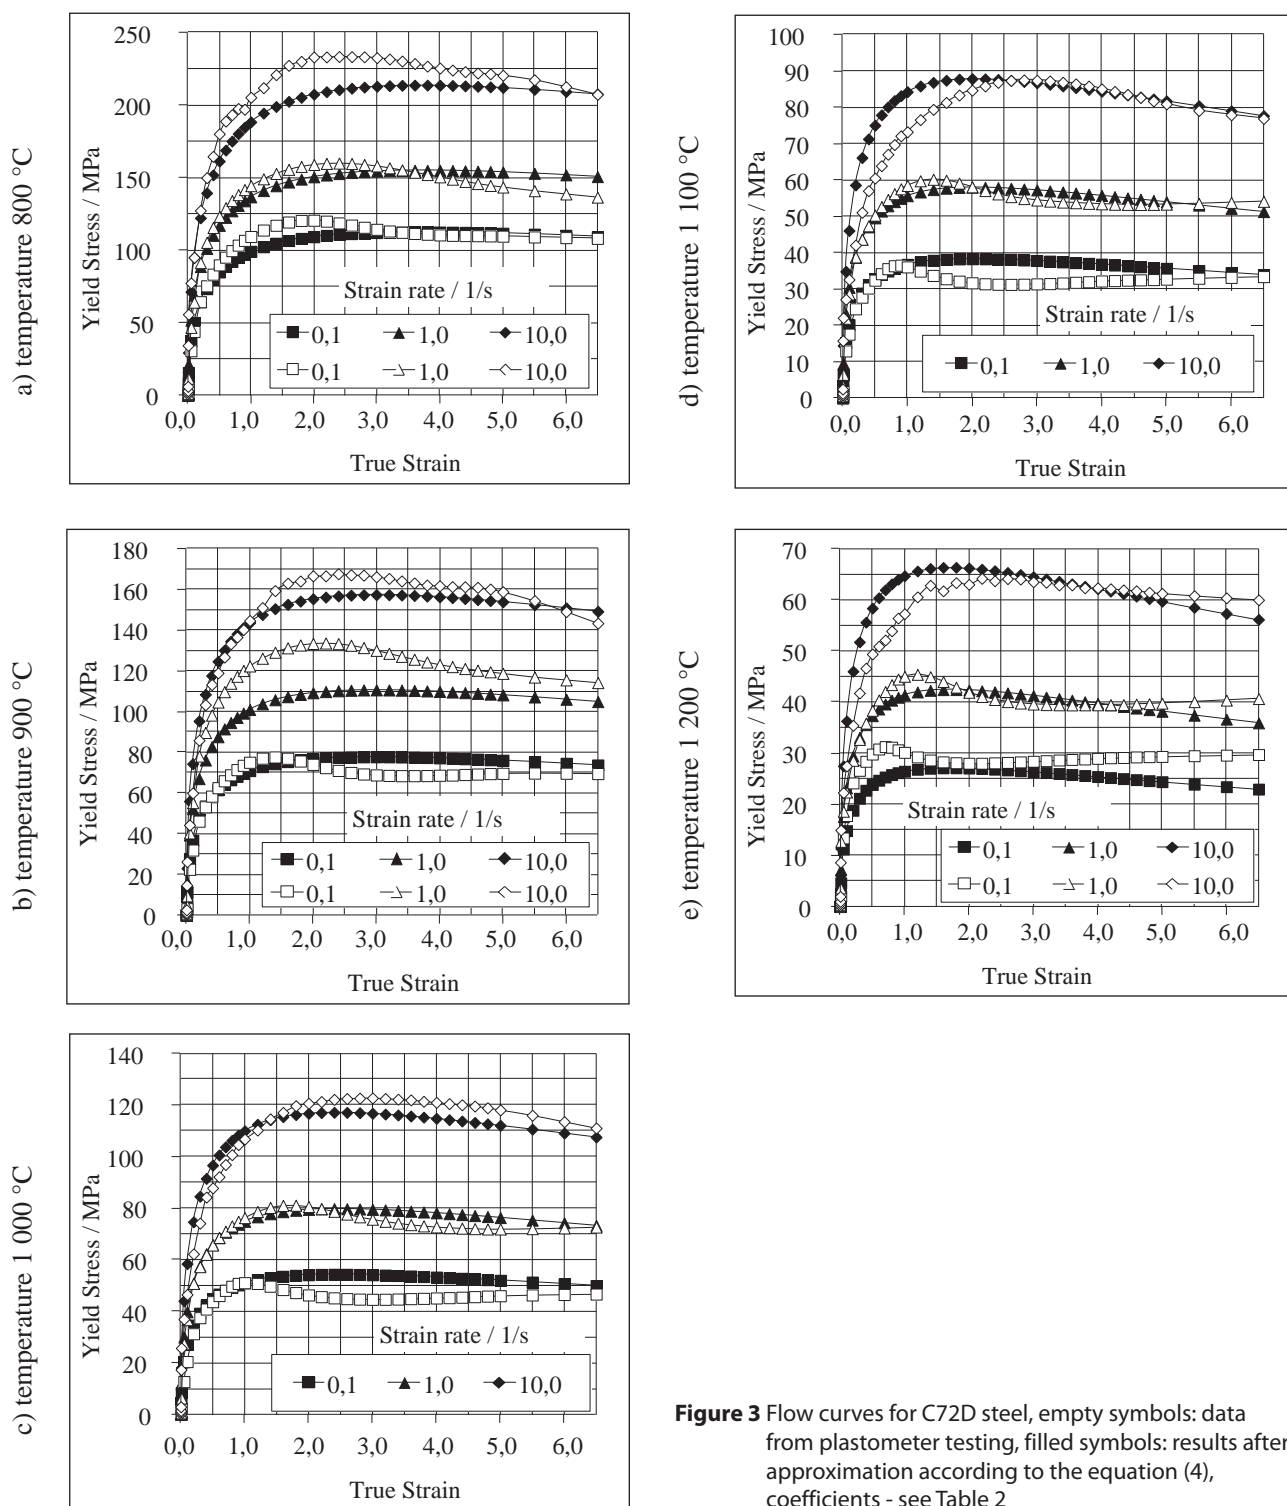 a) temperature 800 °C
Yield Stress / MPa
250
200
150
100
50
0
Strain rate / 1/s
0,1 1,0 10,0
0,1 1,0 10,0
0,0 1,0 2,0 3,0 4,0 5,0 6,0
True Strain
b) temperature 900 °C
Yield Stress / MPa
180
160
140
120
100
80
60
40
20
0
Strain rate / 1/s
0,1 1,0 10,0
0,1 1,0 10,0
0,0 1,0 2,0 3,0 4,0 5,0 6,0
True Strain
c) temperature 1 000 °C
Yield Stress / MPa
140
120
100
80
60
40
20
0
Strain rate / 1/s
0,1 1,0 10,0
0,0 1,0 2,0 3,0 4,0 5,0 6,0
True Strain
d) temperature 1 100 °C
Yield Stress / MPa
100
90
80
70
60
50
40
30
20
10
0
Strain rate / 1/s
0,1 1,0 10,0
0,0 1,0 2,0 3,0 4,0 5,0 6,0
True Strain
e) temperature 1 200 °C
Yield Stress / MPa
70
60
50
40
30
20
10
0
Strain rate / 1/s
0,1 1,0 10,0
0,1 1,0 10,0
0,0 1,0 2,0 3,0 4,0 5,0 6,0
True Strain
Figure 3 Flow curves for C72D steel, empty symbols: data
from plastometer testing, filled symbols: results after
approximation according to the equation (4),
coefficients - see Table 2